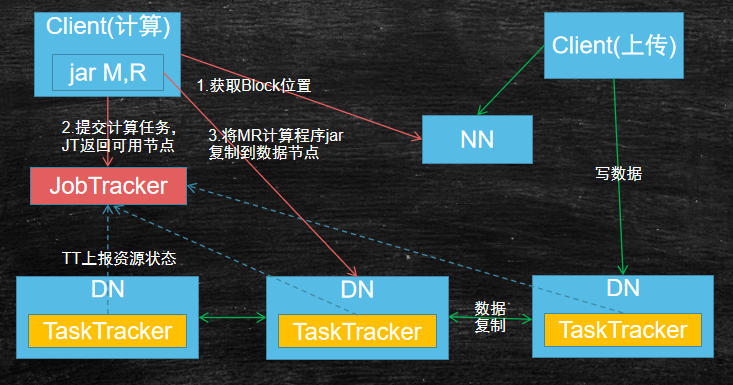 Client(计算)
jar M,R
Client(上传)
1.获取Block位置
2.提交计算任务,
JT返回可用节点
3.将MR计算程序jar
复制到数据节点
NN
JobTracker
写数据
TT上报资源状态
DN
TaskTracker
DN
TaskTracker
数据
复制
DN
TaskTracker